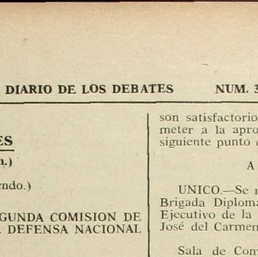 DIARIO DE LOS DEBATES NUM. 3
ES
n.)
endo.)
GUNDA COMISION DE
DEFENSA NACIONAL
son satisfactorio
meter a la apro
siguiente punto
A
UNICO.—Se
Brigada Diplom
Ejecutivo de la
José del Carmen
Sala de Com